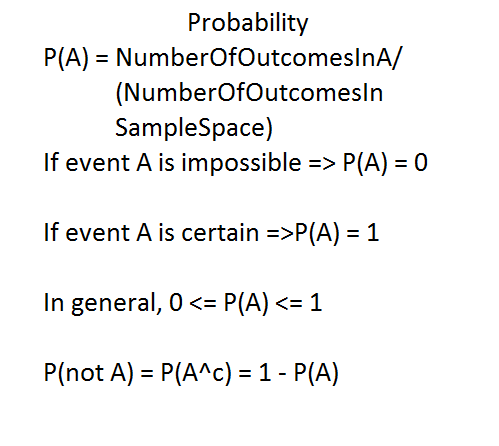 Probability
P(A) = NumberOfOutcomesInA/
(NumberOfOutcomesIn
SampleSpace)
If event A is impossible => P(A) = 0
If event A is certain =>P(A) = 1
In general, 0 <= P(A) <= 1
P(not A) = P(A^c) = 1 - P(A)